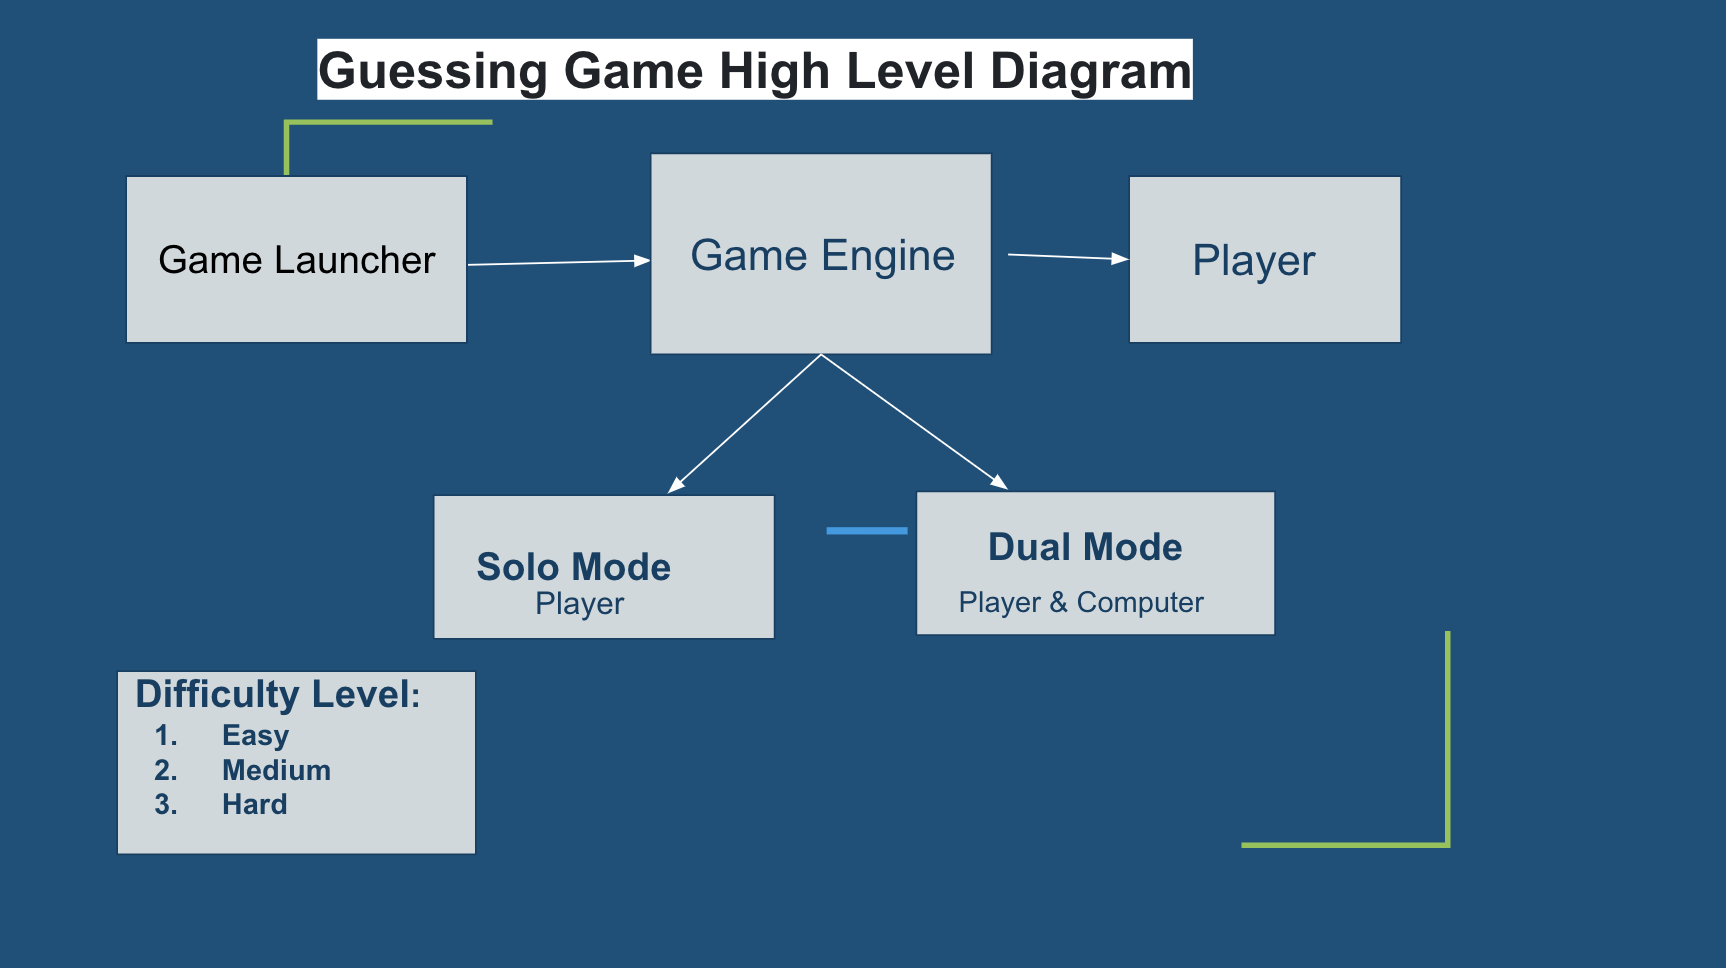 Guessing Game High Level Diagram
Game Launcher
Game Engine
Player
Solo Mode
Player
Dual Mode
Player & Computer
Difficulty Level:
1. Easy
2. Medium
3. Hard